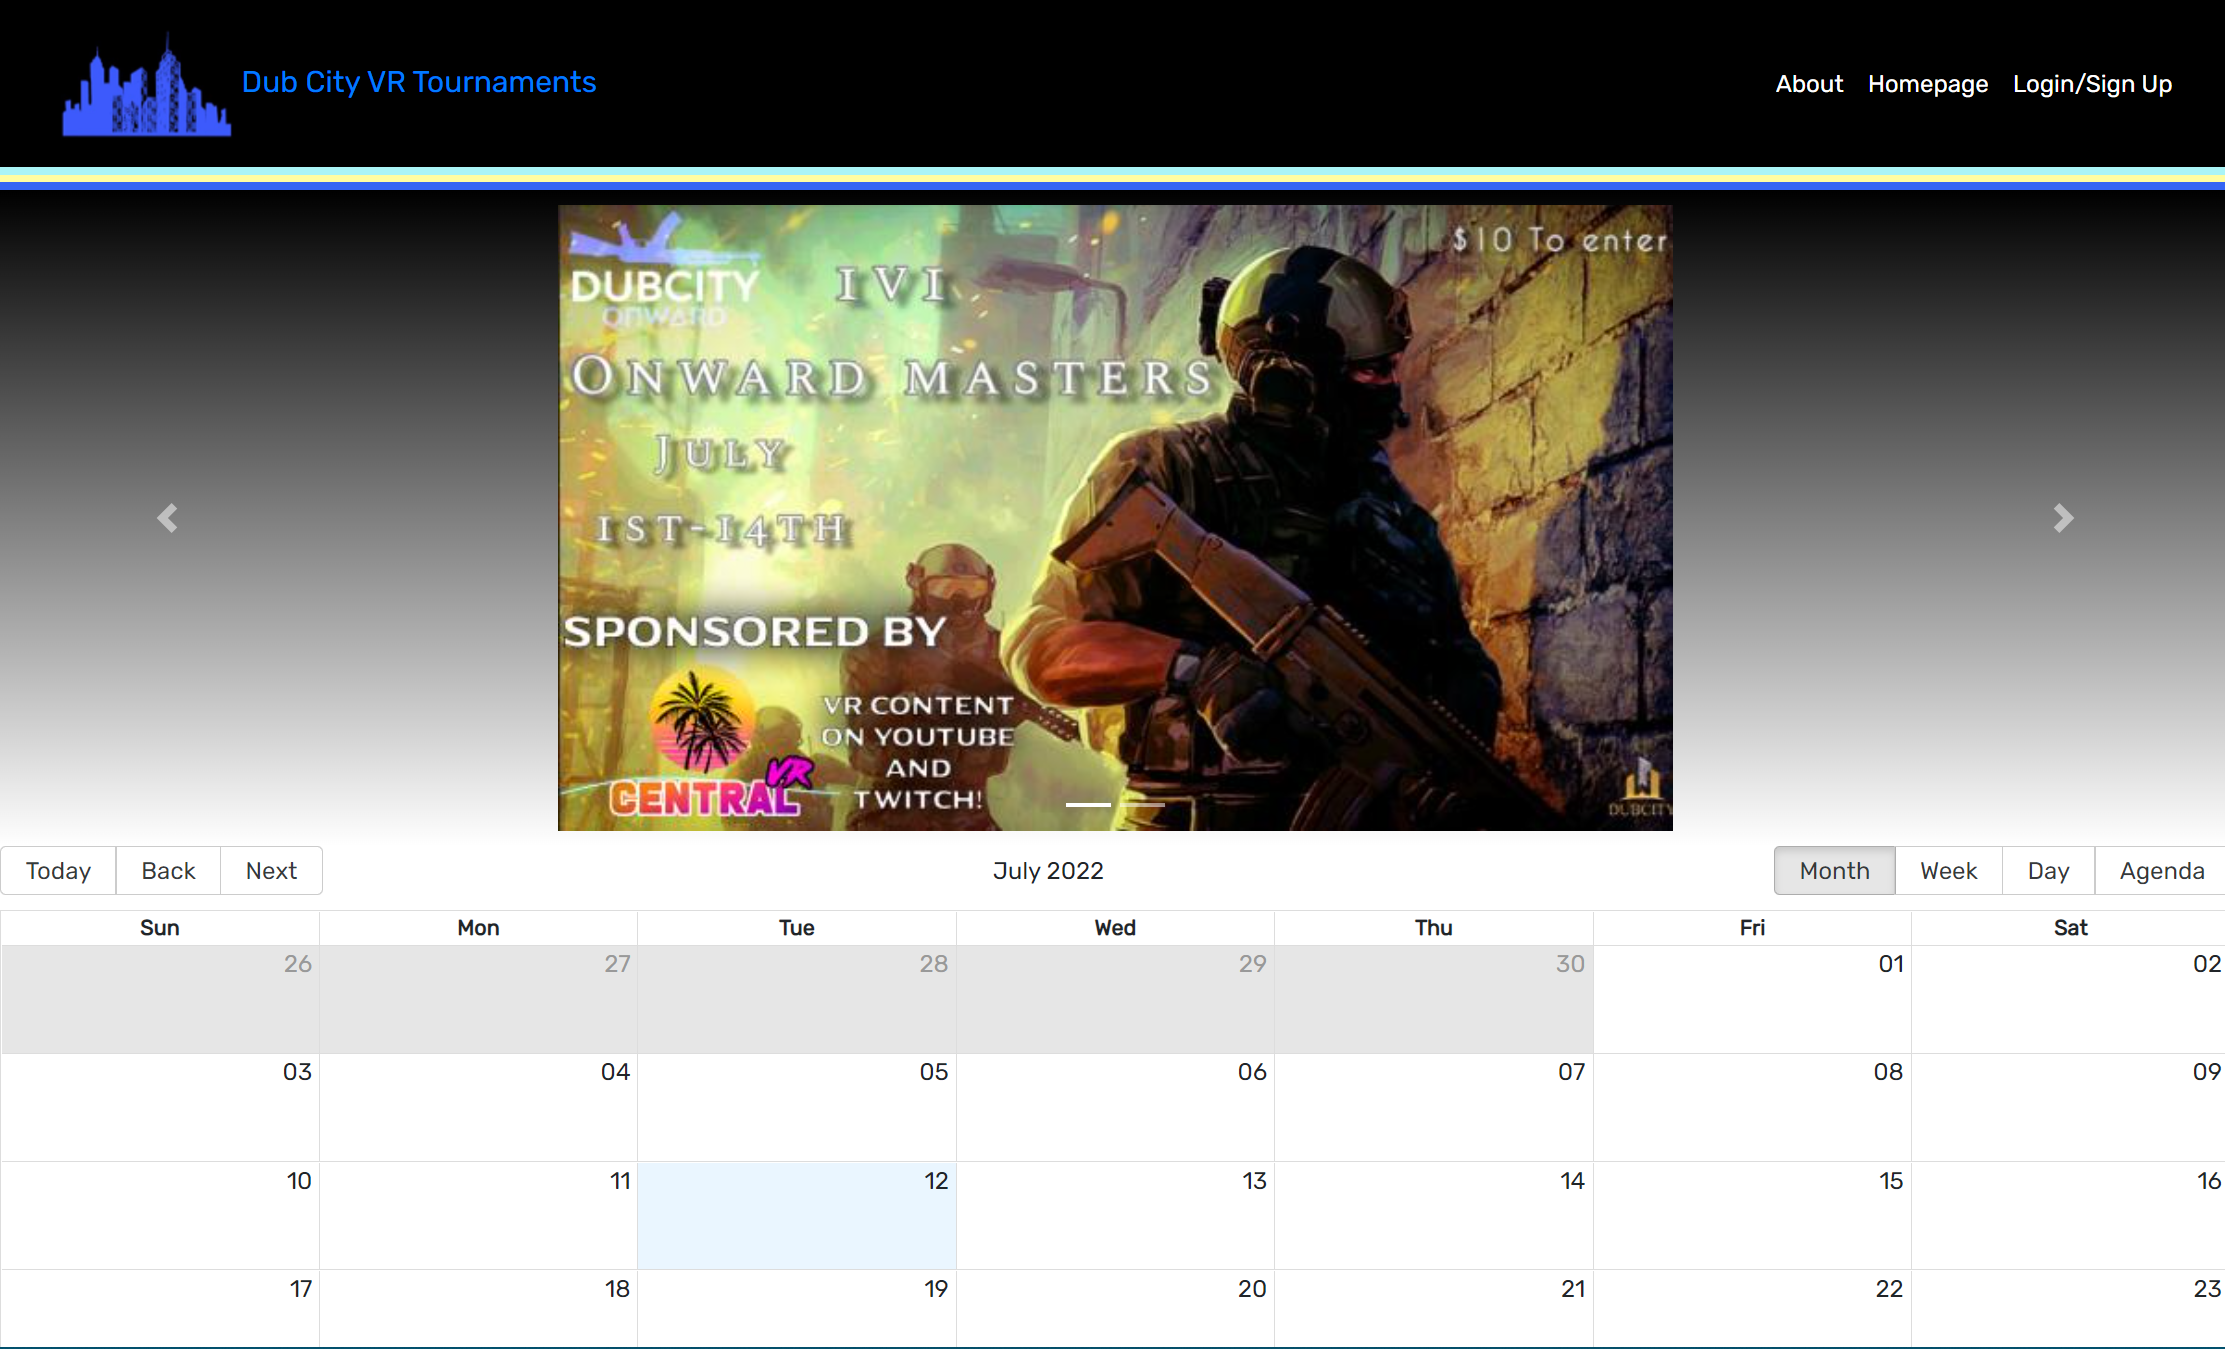 Dub City VR Tournaments
About Homepage Login/Sign Up
$10 To enter
DUBCITY
ONWARD
1V1
ONWARD MASTERS
JULY
1ST-14TH
SPONSORED BY
VR CONTENT
ON YOUTUBE
AND
TWITCH!
CENTRAL VR
DUBCITY
Today Back Next
July 2022
Month Week Day Agenda
Sun Mon Tue Wed Thu Fri Sat
26 27 28 29 30 01 02
03 04 05 06 07 08 09
10 11 12 13 14 15 16
17 18 19 20 21 22 23